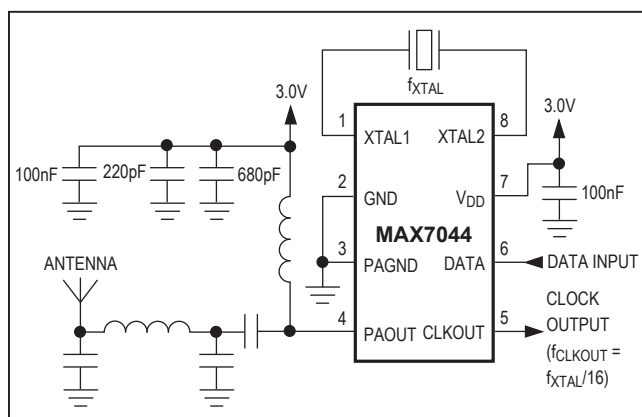 fXTAL
3.0V
3.0V
1
XTAL1
XTAL2
8
100nF
220pF
680pF
2
GND
VDD
7
100nF
MAX7044
ANTENNA
3
PAGND
DATA
6
DATA INPUT
4
PAOUT
CLKOUT
5
CLOCK
OUTPUT
(fCLKOUT =
fXTAL/16)